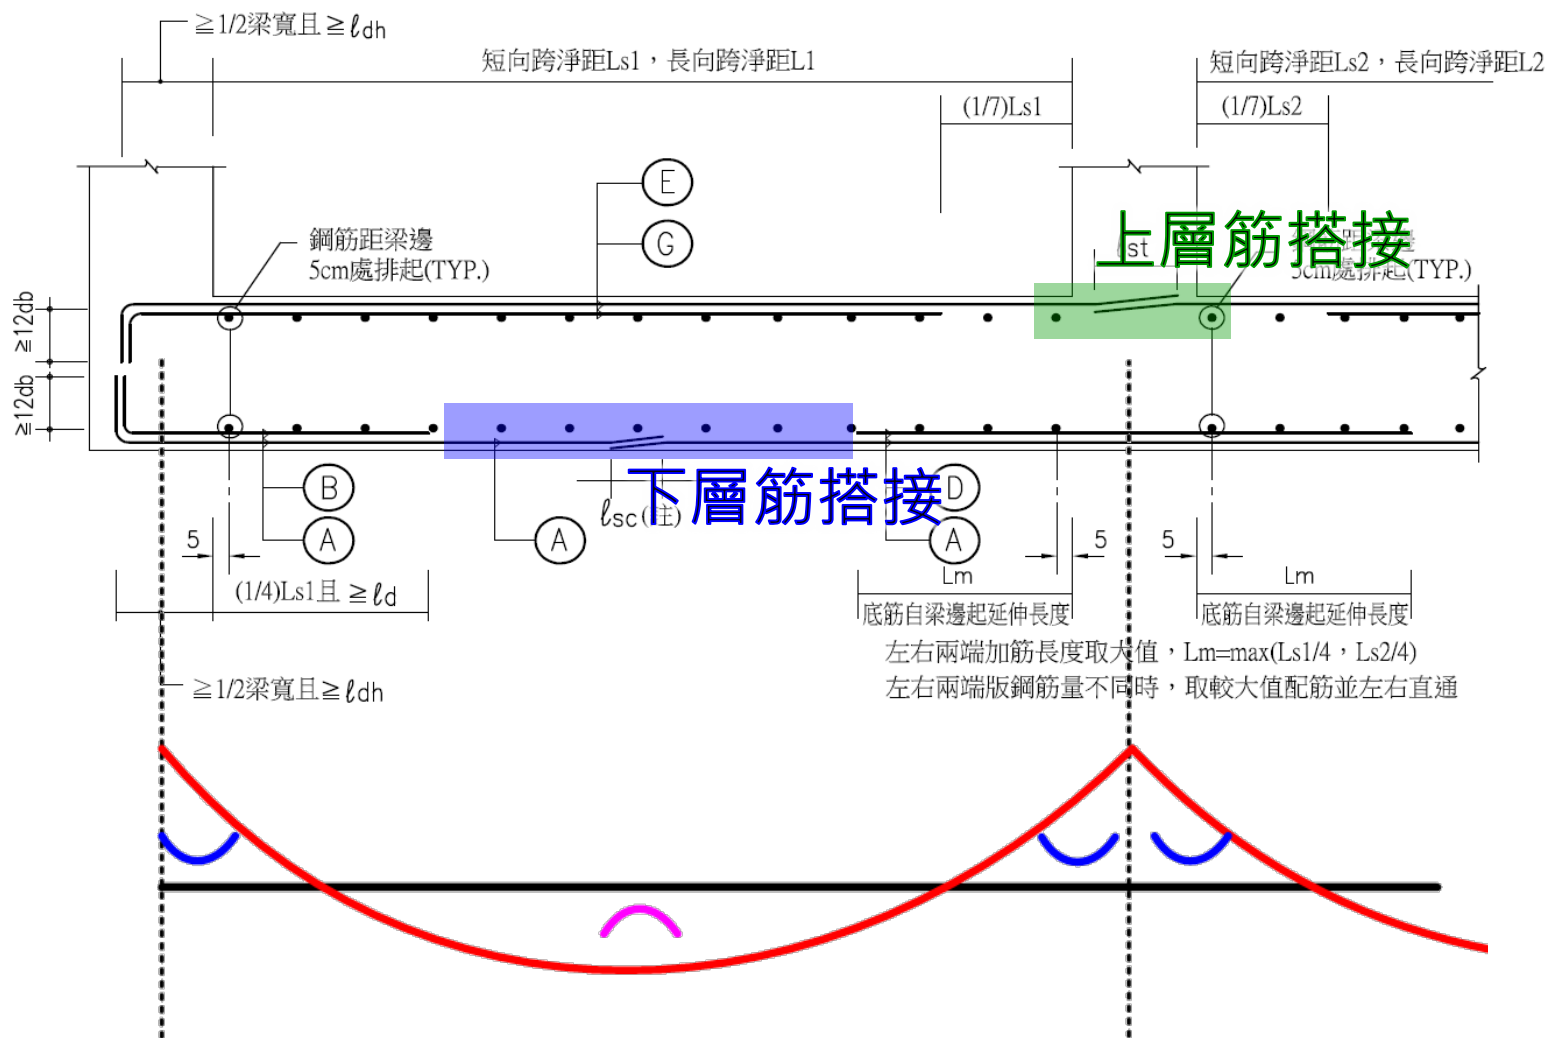 ≧1/2梁寬且≧ℓdh
短向跨淨距Ls1，長向跨淨距L1
短向跨淨距Ls2，長向跨淨距L2
(1/7)Ls1
(1/7)Ls2
E
G
上層筋搭接
鋼筋距梁邊
5cm處排起(TYP.)
ℓst
邊
5cm處排起(TYP.)
≧12db
≧12db
下層筋搭接
B
A
ℓsc(註)
A
D
A
5
5
5
(1/4)Ls1且≧ℓd
Lm
Lm
底筋自梁邊起延伸長度
底筋自梁邊起延伸長度
左右兩端加筋長度取大值，Lm=max(Ls1/4，Ls2/4)
左右兩端版鋼筋量不同時，取較大值配筋並左右直通
≧1/2梁寬且≧ℓdh